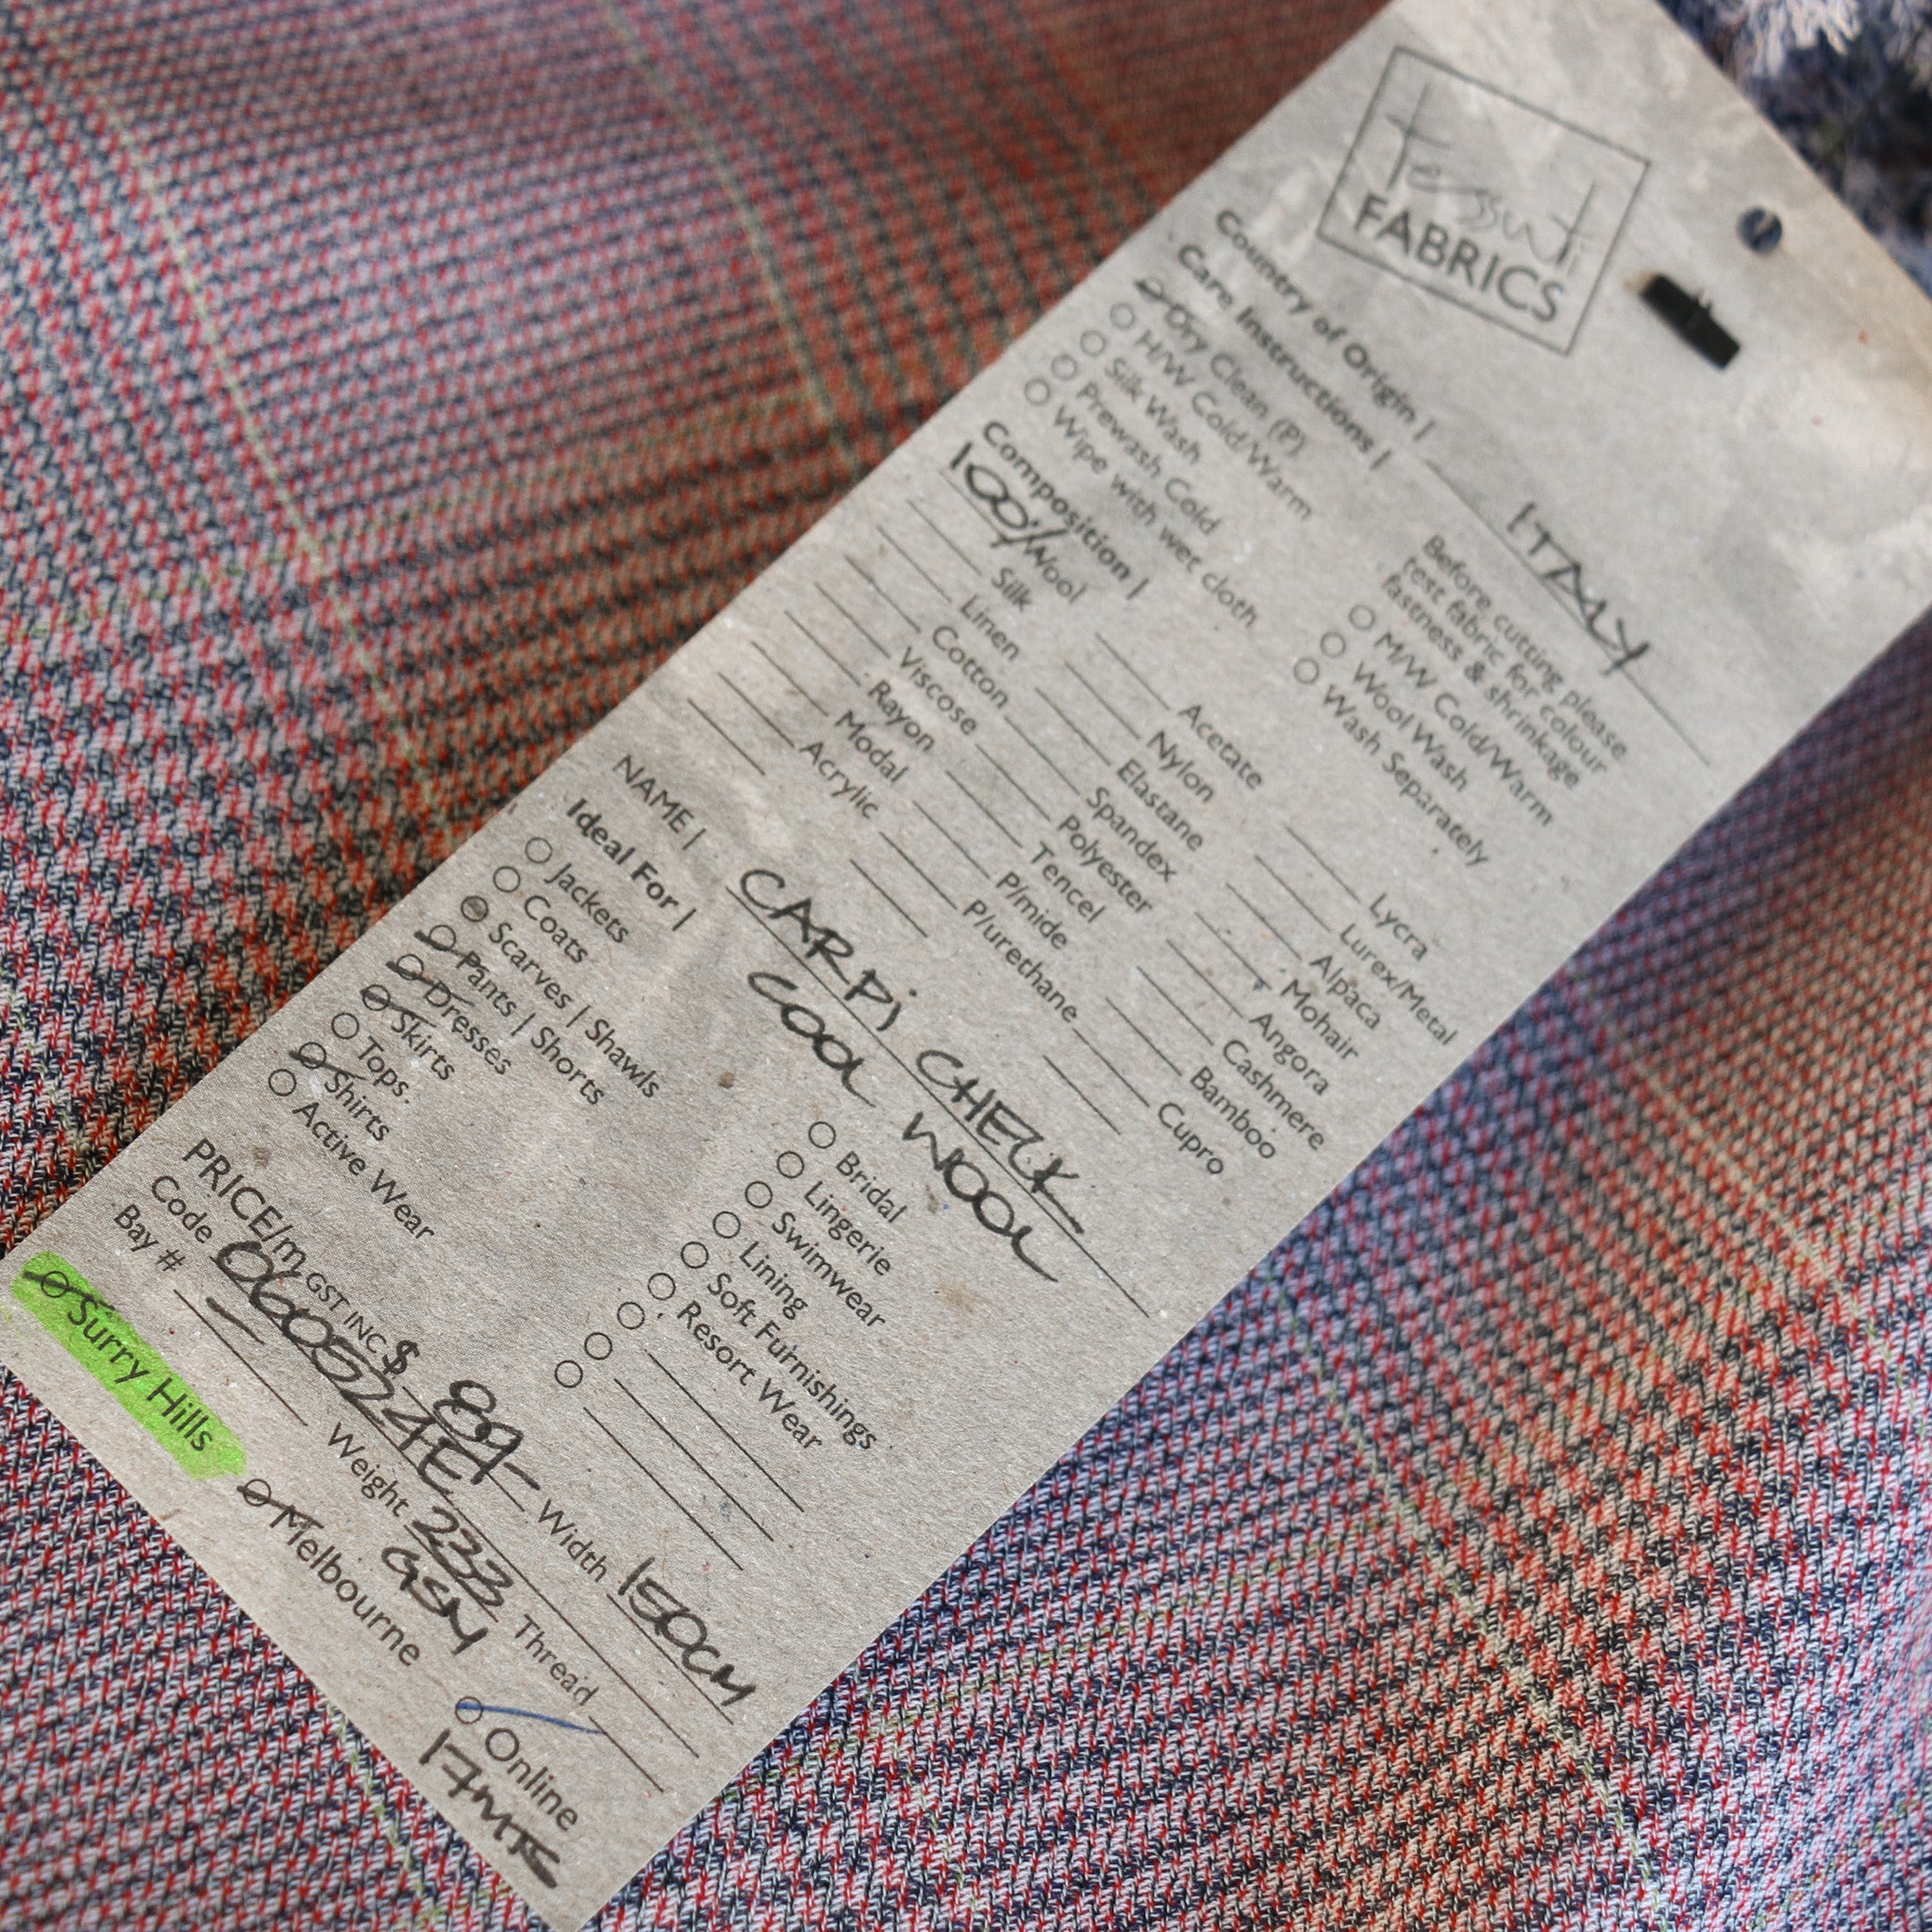 Tessuti
FABRICS
Country of Origin | ITALY
Care Instructions |
Dry Clean (P)
H/W Cold/Warm
Silk Wash
Prewash Cold
Wipe with wet cloth
Before cutting please
test fabric for colour
fastness & shrinkage
M/W Cold/Warm
Wool Wash
Wash Separately
Composition |
100% Wool
Silk
Linen
Cotton
Viscose
Rayon
Modal
Acrylic
Acetate
Nylon
Elastane
Spandex
Polyester
Tencel
P/mide
P/urethane
Lycra
Lurex/Metal
Alpaca
Mohair
Angora
Cashmere
Bamboo
Cupro
NAME | CARPi CHECK
COOL WOOL
Ideal For |
Jackets
Coats
Scarves | Shawls
Pants | Shorts
Dresses
Skirts
Tops.
Shirts
Active Wear
Bridal
Lingerie
Swimwear
Lining
Soft Furnishings
Resort Wear
PRICE/m GST INC $ 89- Width 150CM
Code 060524E Thread
Bay # — Weight 233
GSM
Surry Hills Melbourne Online
17MTS